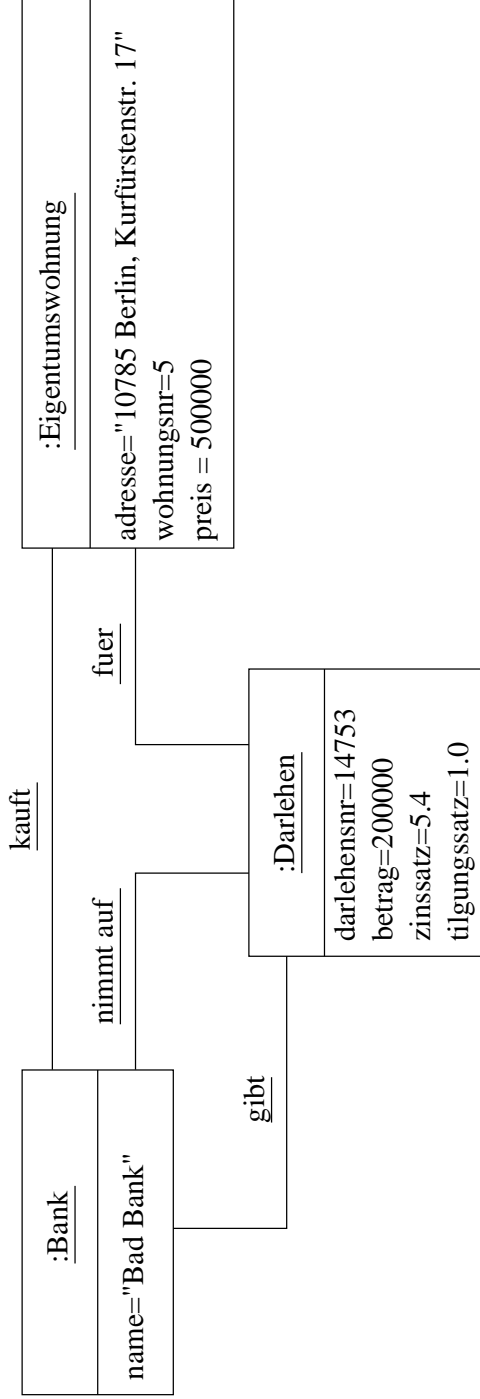 kauft
:Bank
name="Bad Bank"
nimmt auf
fuer
:Eigentumswohnung
adresse="10785 Berlin, Kurfürstenstr. 17"
wohnungsnr=5
preis = 500000
gibt
:Darlehen
darlehensnr=14753
betrag=200000
zinssatz=5.4
tilgungssatz=1.0